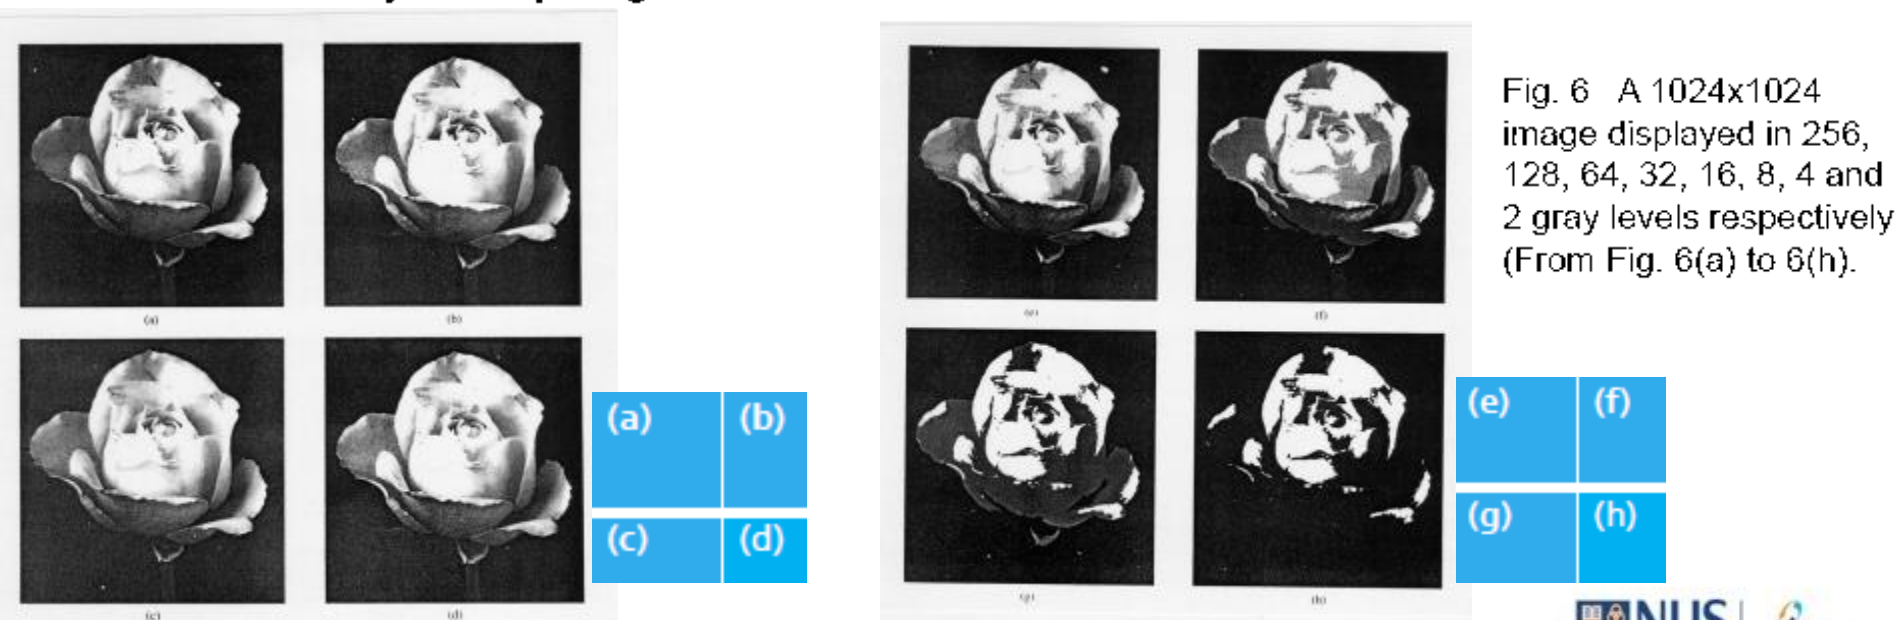 (a)
(b)
(c)
(d)
(a) (b)
(c) (d)
(e)
(f)
(g)
(h)
(e) (f)
(g) (h)
Fig. 6 A 1024x1024
image displayed in 256,
128, 64, 32, 16, 8, 4 and
2 gray levels respectively
(From Fig. 6(a) to 6(h).
NUS